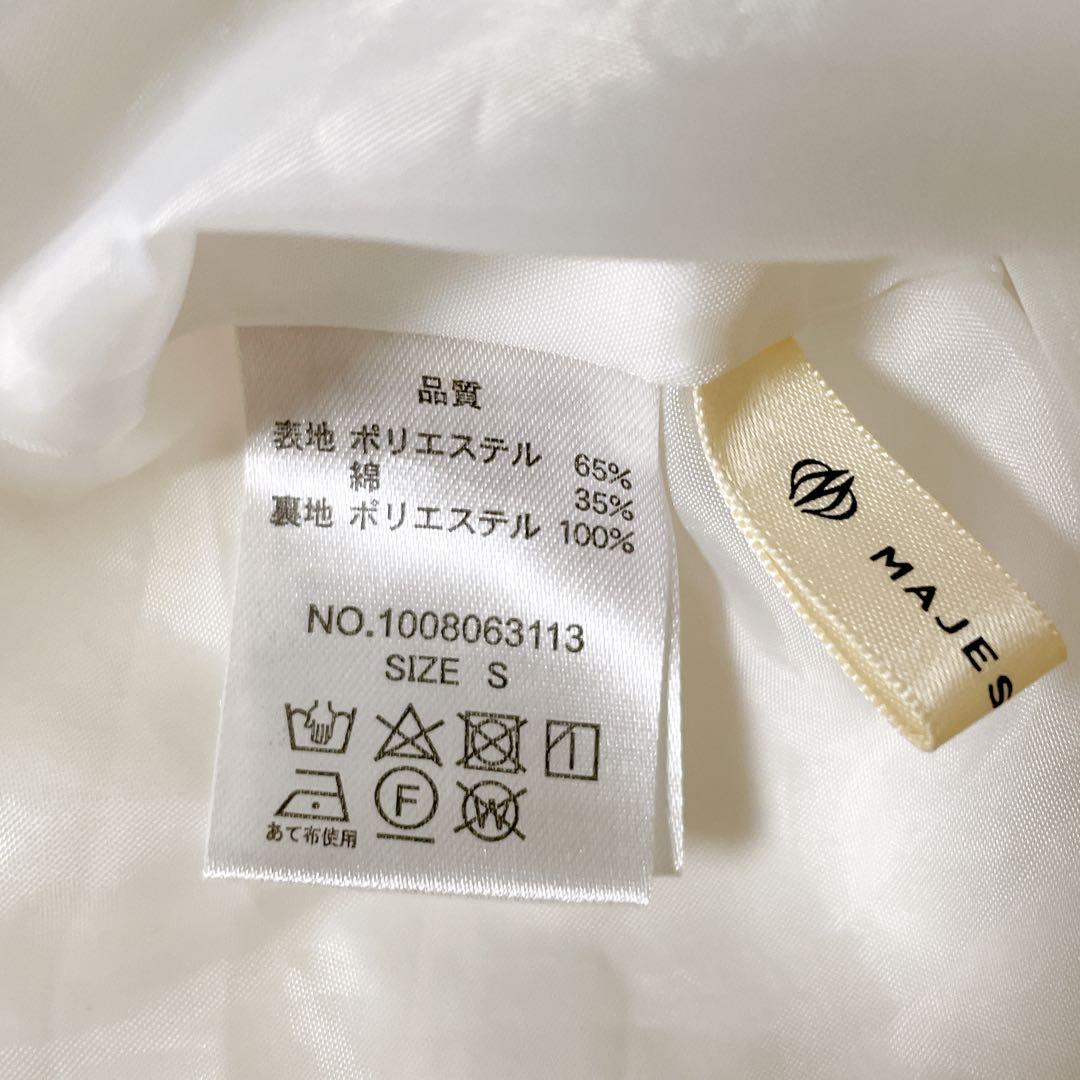 品質
表地 ポリエステル 65%
綿 35%
裏地 ポリエステル 100%
NO.1008063113
SIZE S
F
W
あて布使用
MAJES